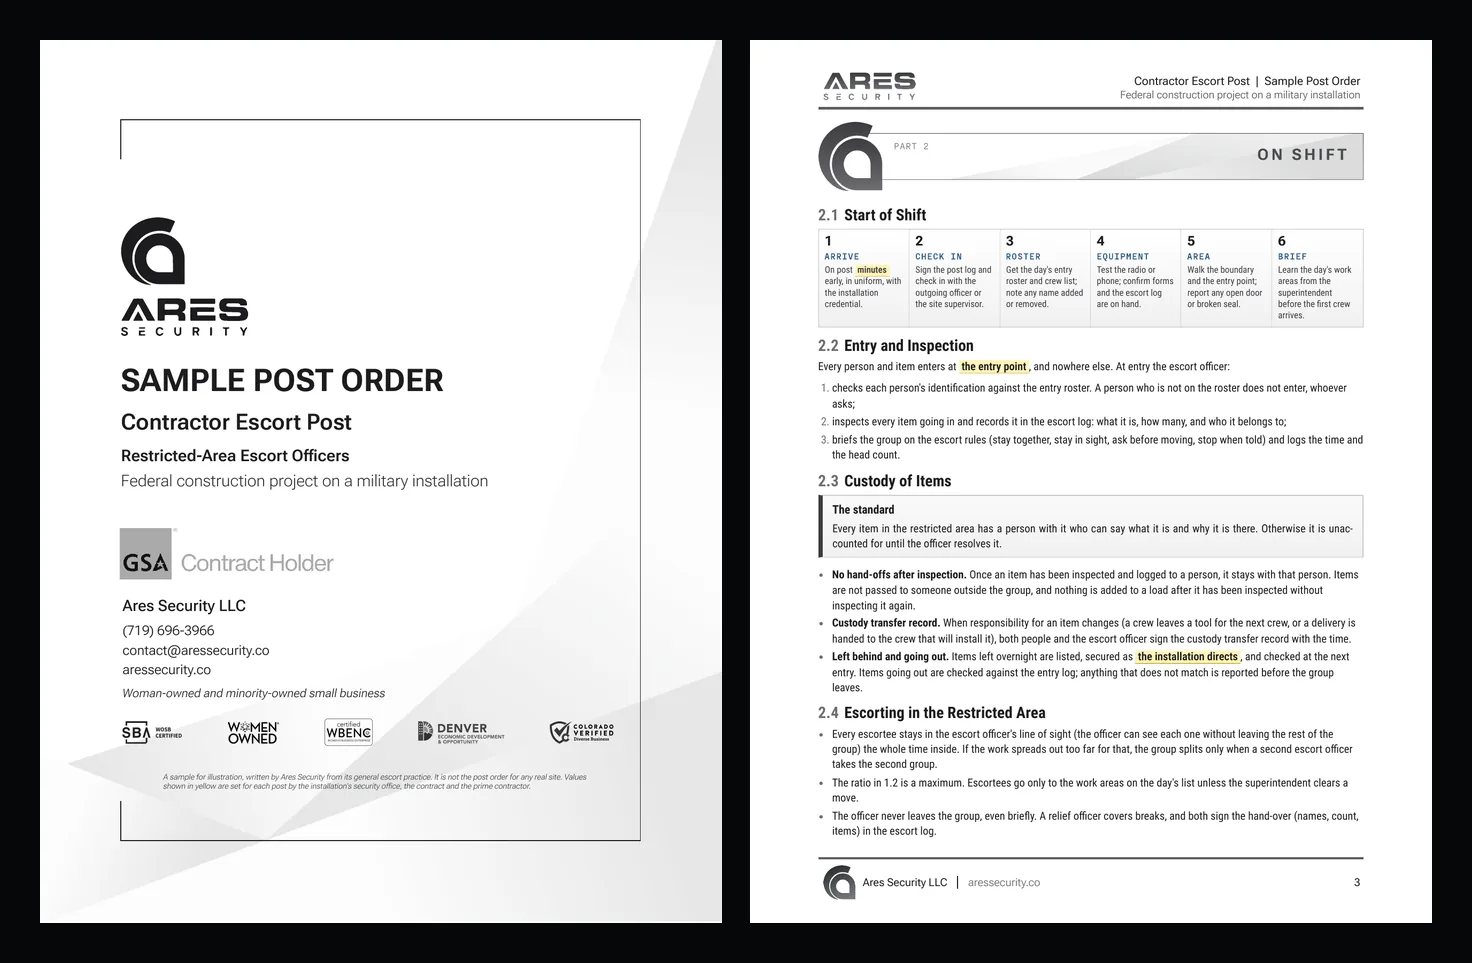 ARES
SECURITY
SAMPLE POST ORDER
Contractor Escort Post
Restricted-Area Escort Officers
Federal construction project on a military installation
GSA Contract Holder
Ares Security LLC
(719) 696-3966
contact@aressecurity.co
aressecurity.co
Woman-owned and minority-owned small business
SBA WOSB CERTIFIED
WOMEN OWNED
certified WBENC
DENVER ECONOMIC DEVELOPMENT & OPPORTUNITY
COLORADO VERIFIED Diverse Business
A sample for illustration, written by Ares Security from its general escort practice. It is not the post order for any real site. Values
shown in yellow are set for each post by the installation's security office, the contract and the prime contractor.
ARES
SECURITY
Contractor Escort Post | Sample Post Order
Federal construction project on a military installation
PART 2
ON SHIFT
2.1 Start of Shift
1
ARRIVE
On post minutes
early, in uniform, with
the installation
credential.
2
CHECK IN
Sign the post log and
check in with the
outgoing officer or
the site supervisor.
3
ROSTER
Get the day's entry
roster and crew list;
note any name added
or removed.
4
EQUIPMENT
Test the radio or
phone; confirm forms
and the escort log
are on hand.
5
AREA
Walk the boundary
and the entry point;
report any open door
or broken seal.
6
BRIEF
Learn the day's work
areas from the
superintendent
before the first crew
arrives.
2.2 Entry and Inspection
Every person and item enters at the entry point, and nowhere else. At entry the escort officer:
1. checks each person's identification against the entry roster. A person who is not on the roster does not enter, whoever
asks;
2. inspects every item going in and records it in the escort log: what it is, how many, and who it belongs to;
3. briefs the group on the escort rules (stay together, stay in sight, ask before moving, stop when told) and logs the time and
the head count.
2.3 Custody of Items
The standard
Every item in the restricted area has a person with it who can say what it is and why it is there. Otherwise it is unac-
counted for until the officer resolves it.
• No hand-offs after inspection. Once an item has been inspected and logged to a person, it stays with that person. Items
are not passed to someone outside the group, and nothing is added to a load after it has been inspected without
inspecting it again.
• Custody transfer record. When responsibility for an item changes (a crew leaves a tool for the next crew, or a delivery is
handed to the crew that will install it), both people and the escort officer sign the custody transfer record with the time.
• Left behind and going out. Items left overnight are listed, secured as the installation directs, and checked at the next
entry. Items going out are checked against the entry log; anything that does not match is reported before the group
leaves.
2.4 Escorting in the Restricted Area
• Every escortee stays in the escort officer's line of sight (the officer can see each one without leaving the rest of the
group) the whole time inside. If the work spreads out too far for that, the group splits only when a second escort officer
takes the second group.
• The ratio in 1.2 is a maximum. Escortees go only to the work areas on the day's list unless the superintendent clears a
move.
• The officer never leaves the group, even briefly. A relief officer covers breaks, and both sign the hand-over (names, count,
items) in the escort log.
Ares Security LLC | aressecurity.co
3